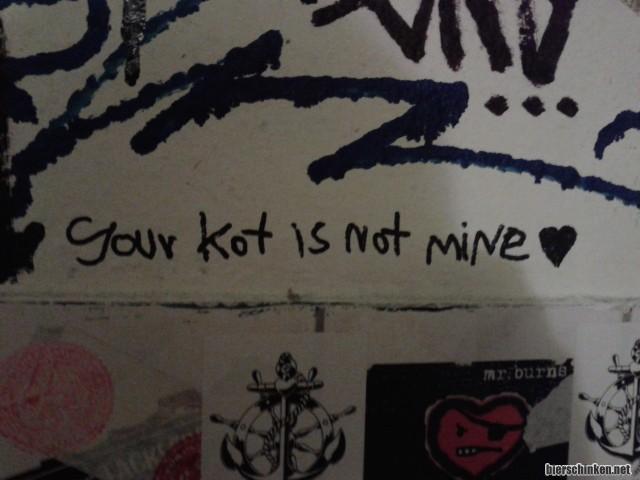 Your Kot is Not MiNe ♥
mr. burns
bierschinken.net